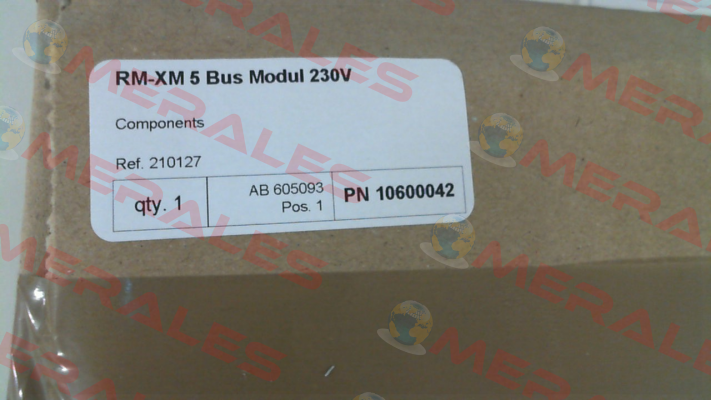 RM-XM 5 Bus Modul 230V
Components
Ref. 210127
qty. 1
AB 605093
Pos. 1
PN 10600042
MERALES
MERALES
MERALES
MERALES
MERALES